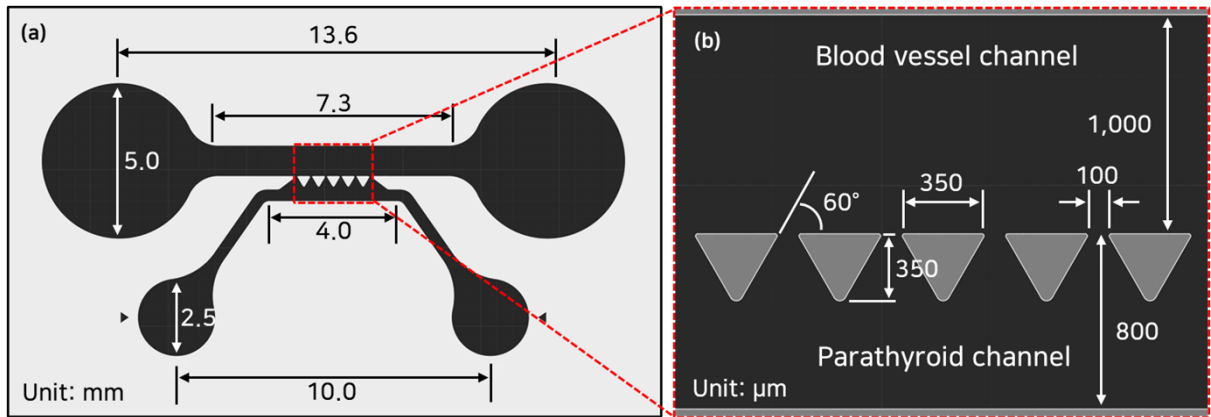 (a)
13.6
7.3
5.0
4.0
2.5
10.0
Unit: mm
(b)
Blood vessel channel
1,000
350
100
60°
350
800
Parathyroid channel
Unit: μm